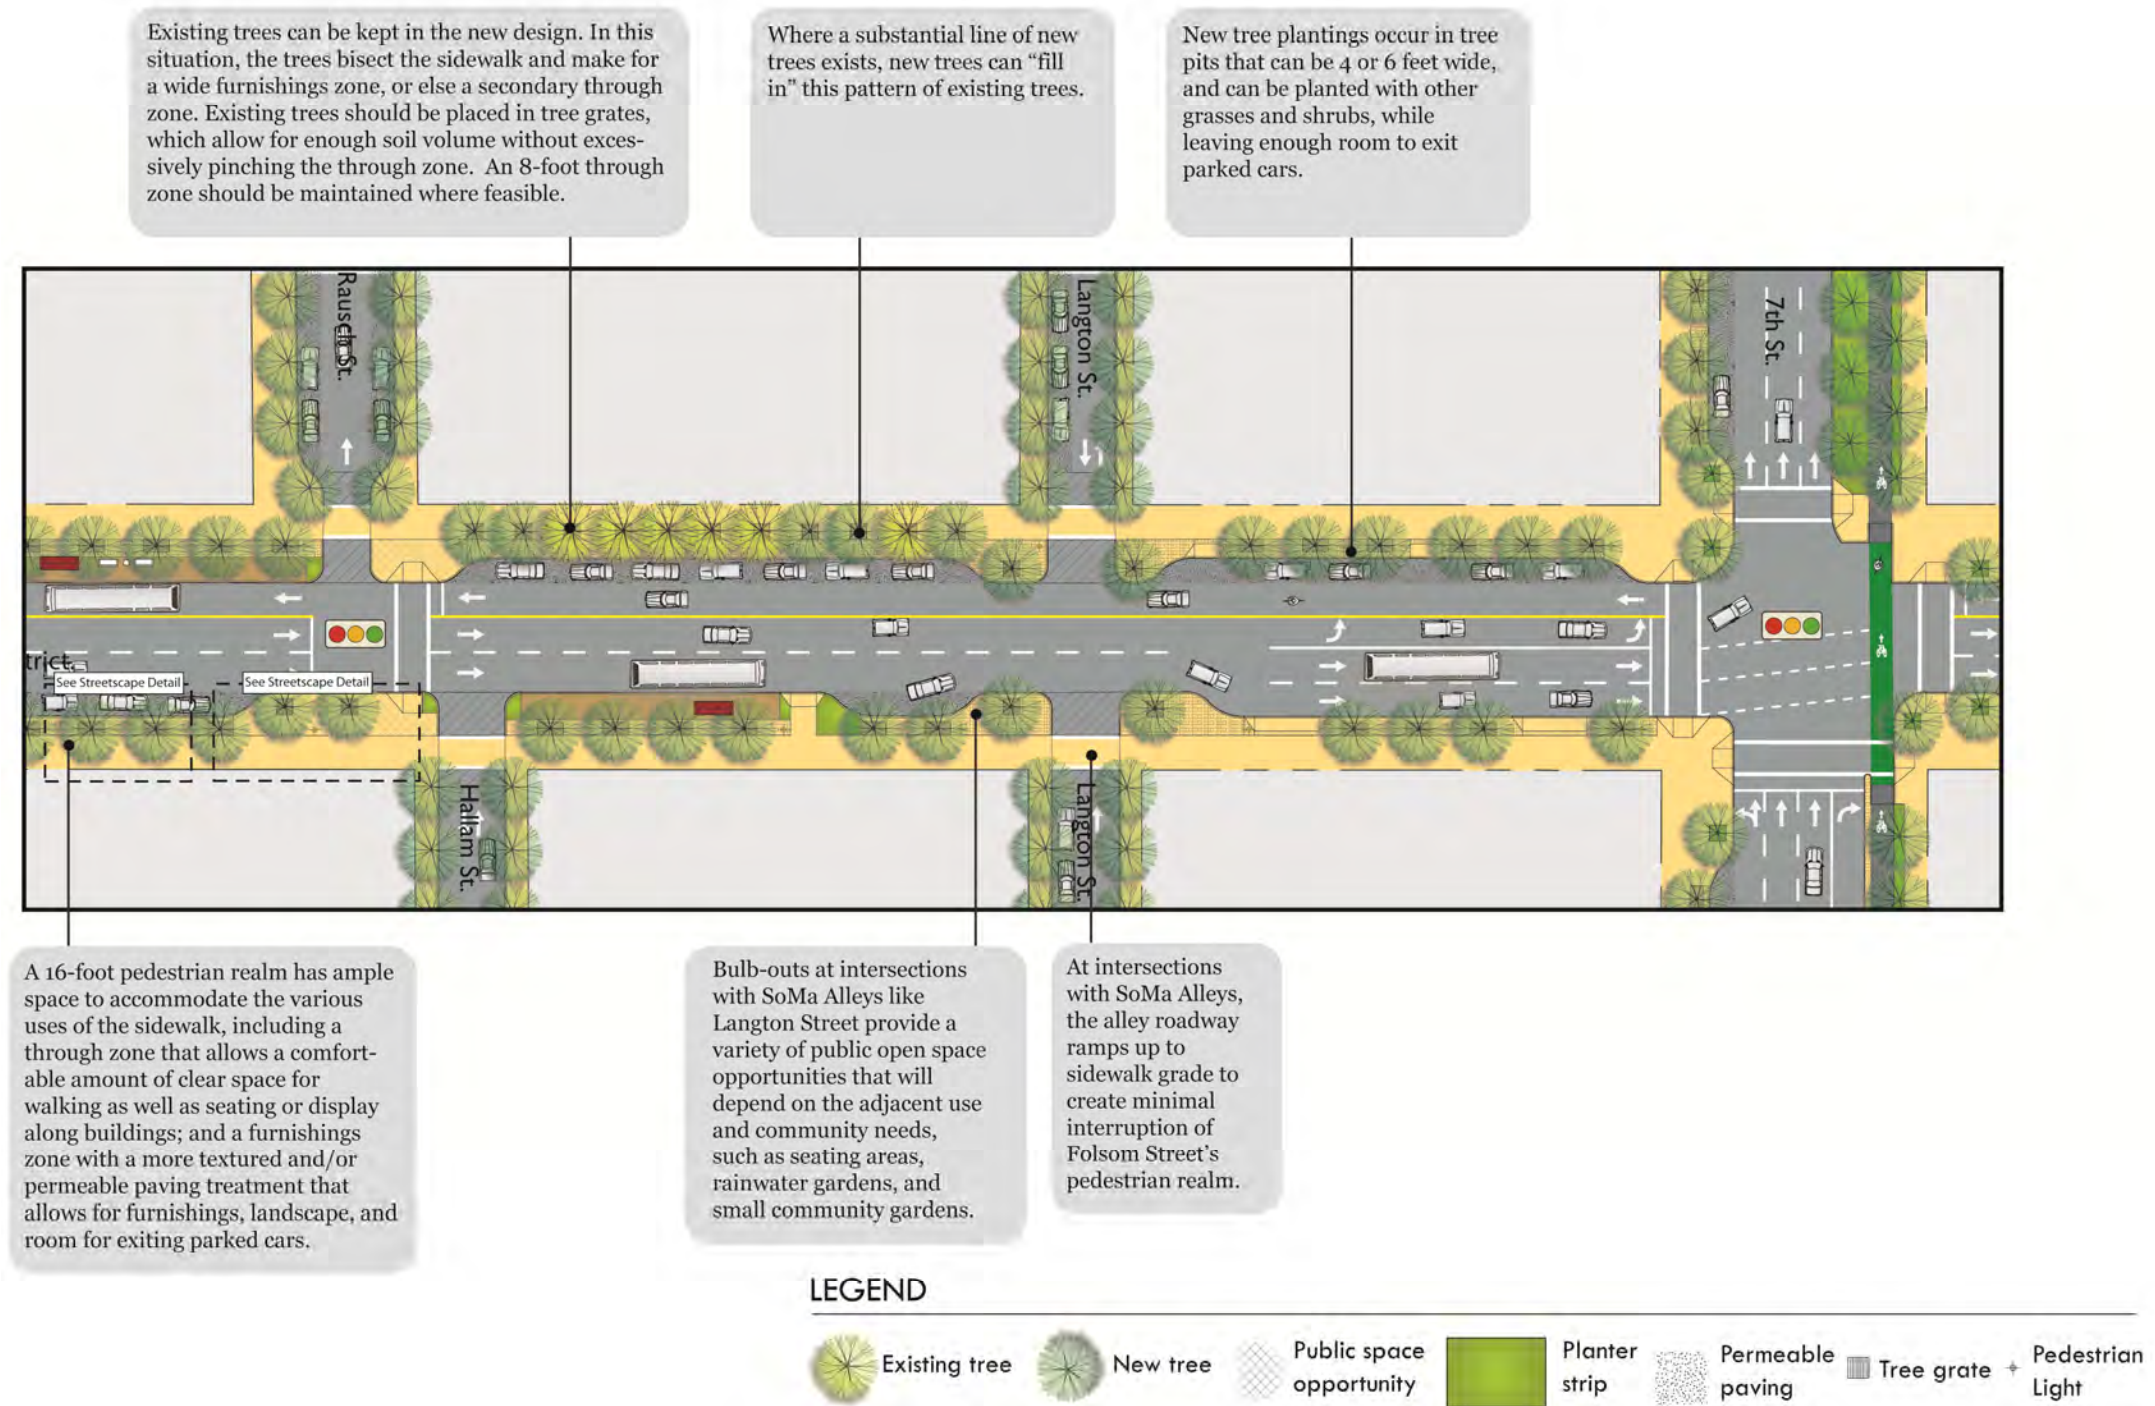 Existing trees can be kept in the new design. In this
situation, the trees bisect the sidewalk and make for
a wide furnishings zone, or else a secondary through
zone. Existing trees should be placed in tree grates,
which allow for enough soil volume without exces-
sively pinching the through zone.  An 8-foot through
zone should be maintained where feasible.
Where a substantial line of new
trees exists, new trees can “fill
in” this pattern of existing trees.
New tree plantings occur in tree
pits that can be 4 or 6 feet wide,
and can be planted with other
grasses and shrubs, while
leaving enough room to exit
parked cars.
Rausch St.
Langton St.
7th St.
trict.
See Streetscape Detail
See Streetscape Detail
Hallam St.
Langton St.
A 16-foot pedestrian realm has ample
space to accommodate the various
uses of the sidewalk, including a
through zone that allows a comfort-
able amount of clear space for
walking as well as seating or display
along buildings; and a furnishings
zone with a more textured and/or
permeable paving treatment that
allows for furnishings, landscape, and
room for exiting parked cars.
Bulb-outs at intersections
with SoMa Alleys like
Langton Street provide a
variety of public open space
opportunities that will
depend on the adjacent use
and community needs,
such as seating areas,
rainwater gardens, and
small community gardens.
At intersections
with SoMa Alleys,
the alley roadway
ramps up to
sidewalk grade to
create minimal
interruption of
Folsom Street’s
pedestrian realm.
LEGEND
Existing tree
New tree
Public space
opportunity
Planter
strip
Permeable
paving
Tree grate
Pedestrian
Light